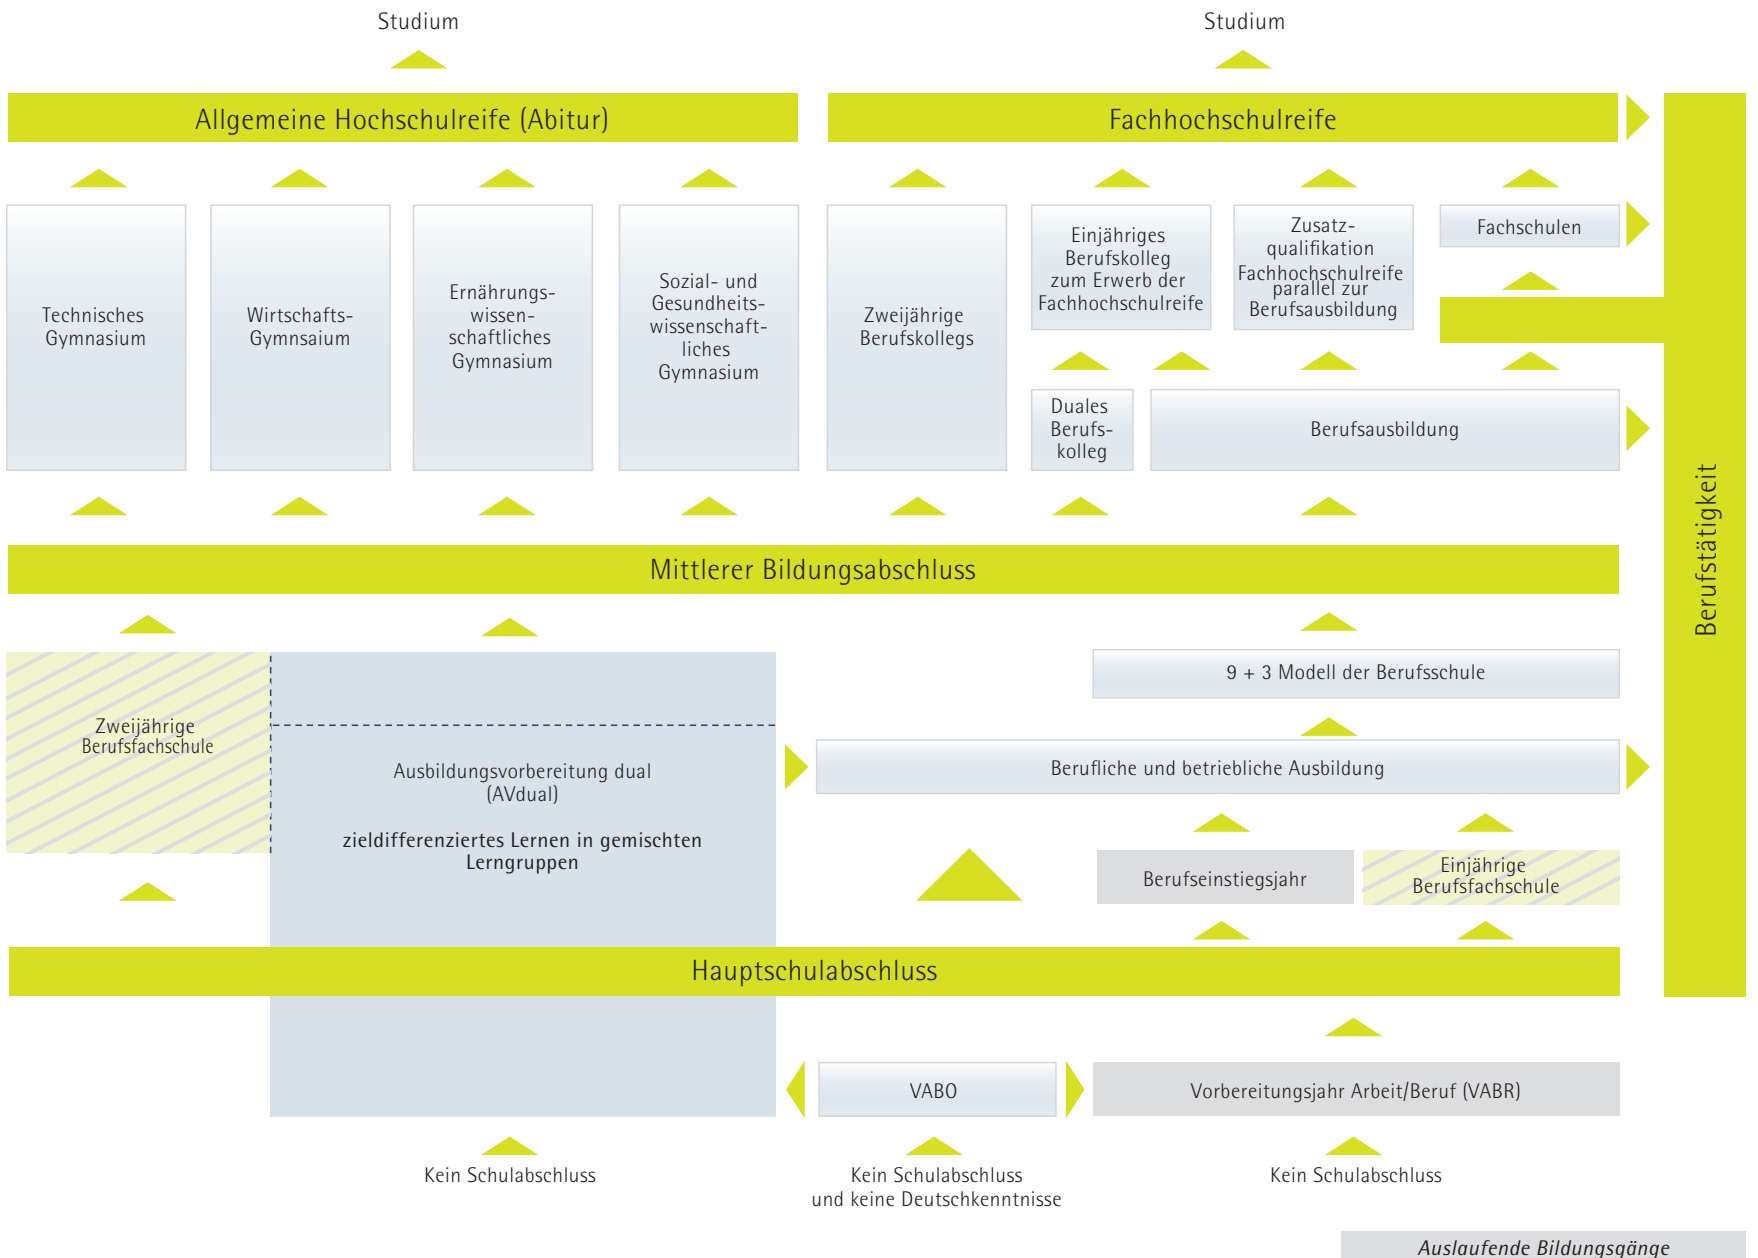 Studium
Studium
Allgemeine Hochschulreife (Abitur)
Fachhochschulreife
Technisches
Gymnasium
Wirtschafts-
Gymnsaium
Ernährungs-
wissen-
schaftliches
Gymnasium
Sozial- und
Gesundheits-
wissenschaft-
liches
Gymnasium
Zweijährige
Berufskollegs
Einjähriges
Berufskolleg
zum Erwerb der
Fachhochschulreife
Zusatz-
qualifikation
Fachhochschulreife
parallel zur
Berufsausbildung
Fachschulen
Duales
Berufs-
kolleg
Berufsausbildung
Berufstätigkeit
Mittlerer Bildungsabschluss
Zweijährige
Berufsfachschule
Ausbildungsvorbereitung dual
(AVdual)
zieldifferenziertes Lernen in gemischten
Lerngruppen
9 + 3 Modell der Berufsschule
Berufliche und betriebliche Ausbildung
Berufseinstiegsjahr
Einjährige
Berufsfachschule
Hauptschulabschluss
VABO
Vorbereitungsjahr Arbeit/Beruf (VABR)
Kein Schulabschluss
Kein Schulabschluss
und keine Deutschkenntnisse
Kein Schulabschluss
Auslaufende Bildungsgänge